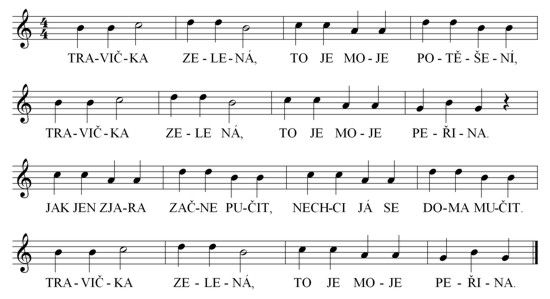 TRA-VIČ-KA ZE-LE-NÁ, TO JE MO-JE PO-TĚ-ŠE-NÍ,
TRA-VIČ-KA ZE-LE NÁ, TO JE MO-JE PE-ŘI-NA.
JAK JEN ZJA-RA ZAČ-NE PU-ČIT, NECH-CI JÁ SE DO-MA MU-ČIT.
TRA-VIČ-KA ZE-LE-NÁ, TO JE MO-JE PE-ŘI-NA.